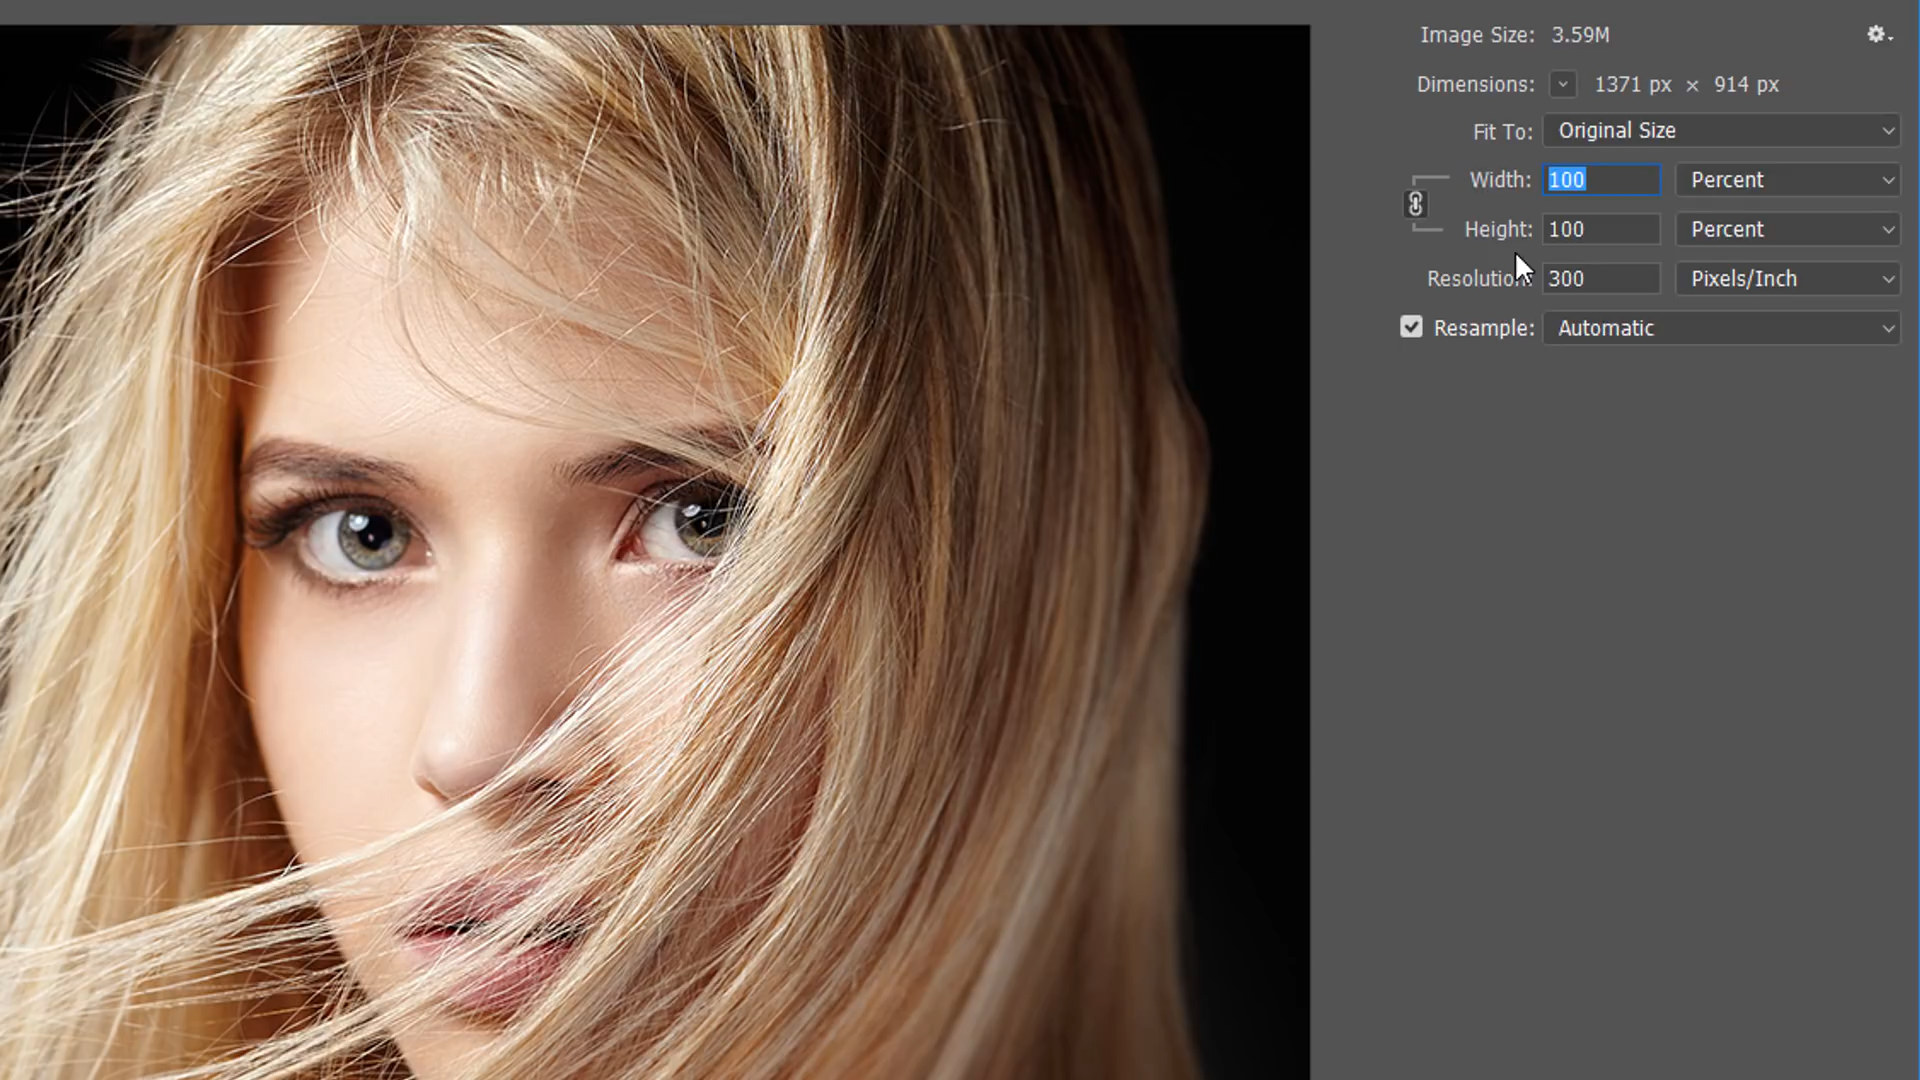 Image Size: 3.59M
Dimensions: 1371 px × 914 px
Fit To: Original Size
Width: 100 Percent
Height: 100 Percent
Resolution: 300 Pixels/Inch
Resample: Automatic